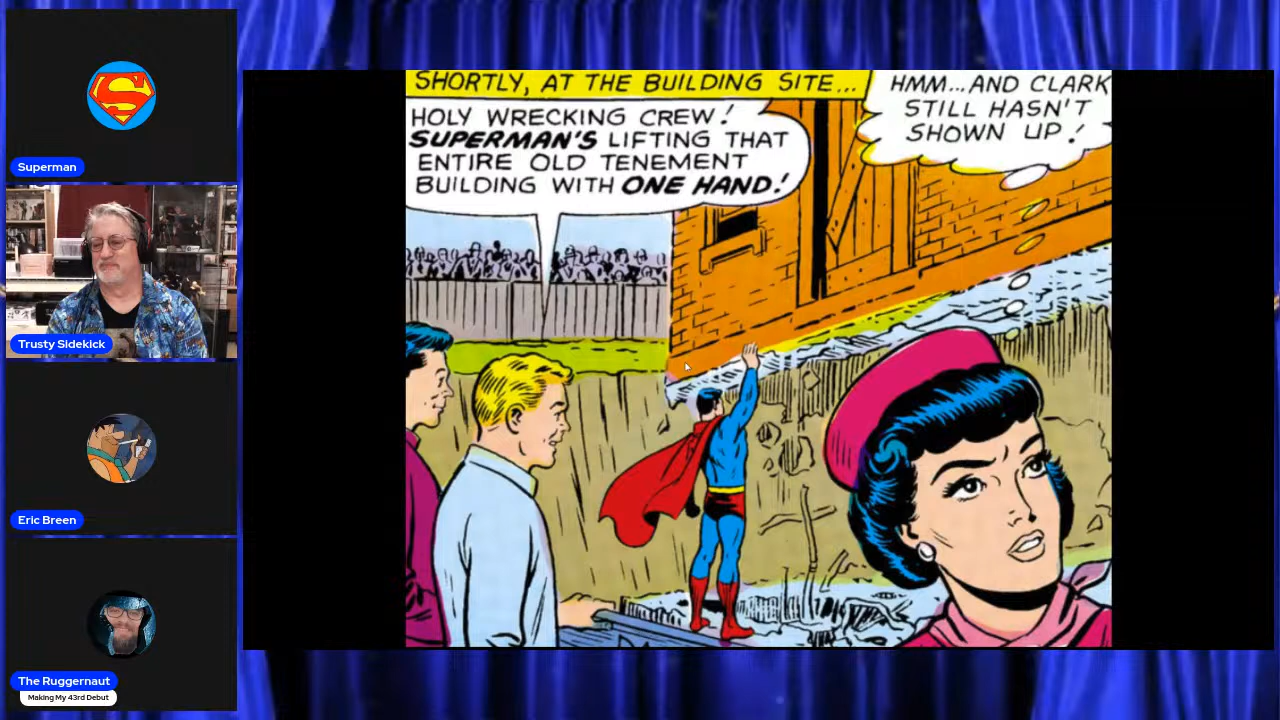 Superman
Trusty Sidekick
Eric Breen
The Ruggernaut
Making My 43rd Debut
SHORTLY, AT THE BUILDING SITE...
HOLY WRECKING CREW!
SUPERMAN'S LIFTING THAT
ENTIRE OLD TENEMENT
BUILDING WITH ONE HAND!
HMM...AND CLARK
STILL HASN'T
SHOWN UP!